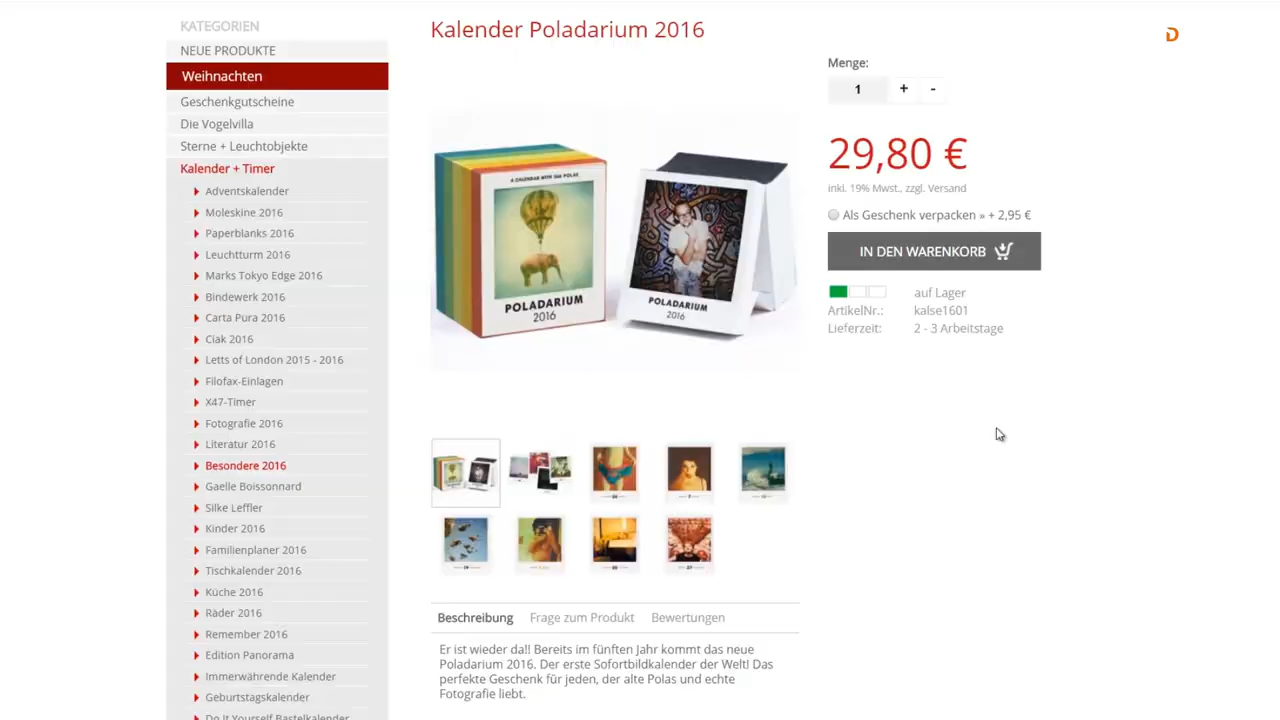 KATEGORIEN
NEUE PRODUKTE
Weihnachten
Geschenkgutscheine
Die Vogelvilla
Sterne + Leuchtobjekte
Kalender + Timer
Adventskalender
Moleskine 2016
Paperblanks 2016
Leuchtturm 2016
Marks Tokyo Edge 2016
Bindewerk 2016
Carta Pura 2016
Ciak 2016
Letts of London 2015 - 2016
Filofax-Einlagen
X47-Timer
Fotografie 2016
Literatur 2016
Besondere 2016
Gaelle Boissonnard
Silke Leffler
Kinder 2016
Familienplaner 2016
Tischkalender 2016
Küche 2016
Räder 2016
Remember 2016
Edition Panorama
Immerwährende Kalender
Geburtstagskalender
Do It Yourself Bastelkalender
Kalender Poladarium 2016
A CALENDAR WITH 366 POLAS
POLADARIUM
2016
POLADARIUM
2016
Beschreibung Frage zum Produkt Bewertungen
Er ist wieder da!! Bereits im fünften Jahr kommt das neue
Poladarium 2016. Der erste Sofortbildkalender der Welt! Das
perfekte Geschenk für jeden, der alte Polas und echte
Fotografie liebt.
D
Menge:
1 + -
29,80 €
inkl. 19% Mwst., zzgl. Versand
Als Geschenk verpacken » + 2,95 €
IN DEN WARENKORB
auf Lager
ArtikelNr.: kalse1601
Lieferzeit: 2 - 3 Arbeitstage